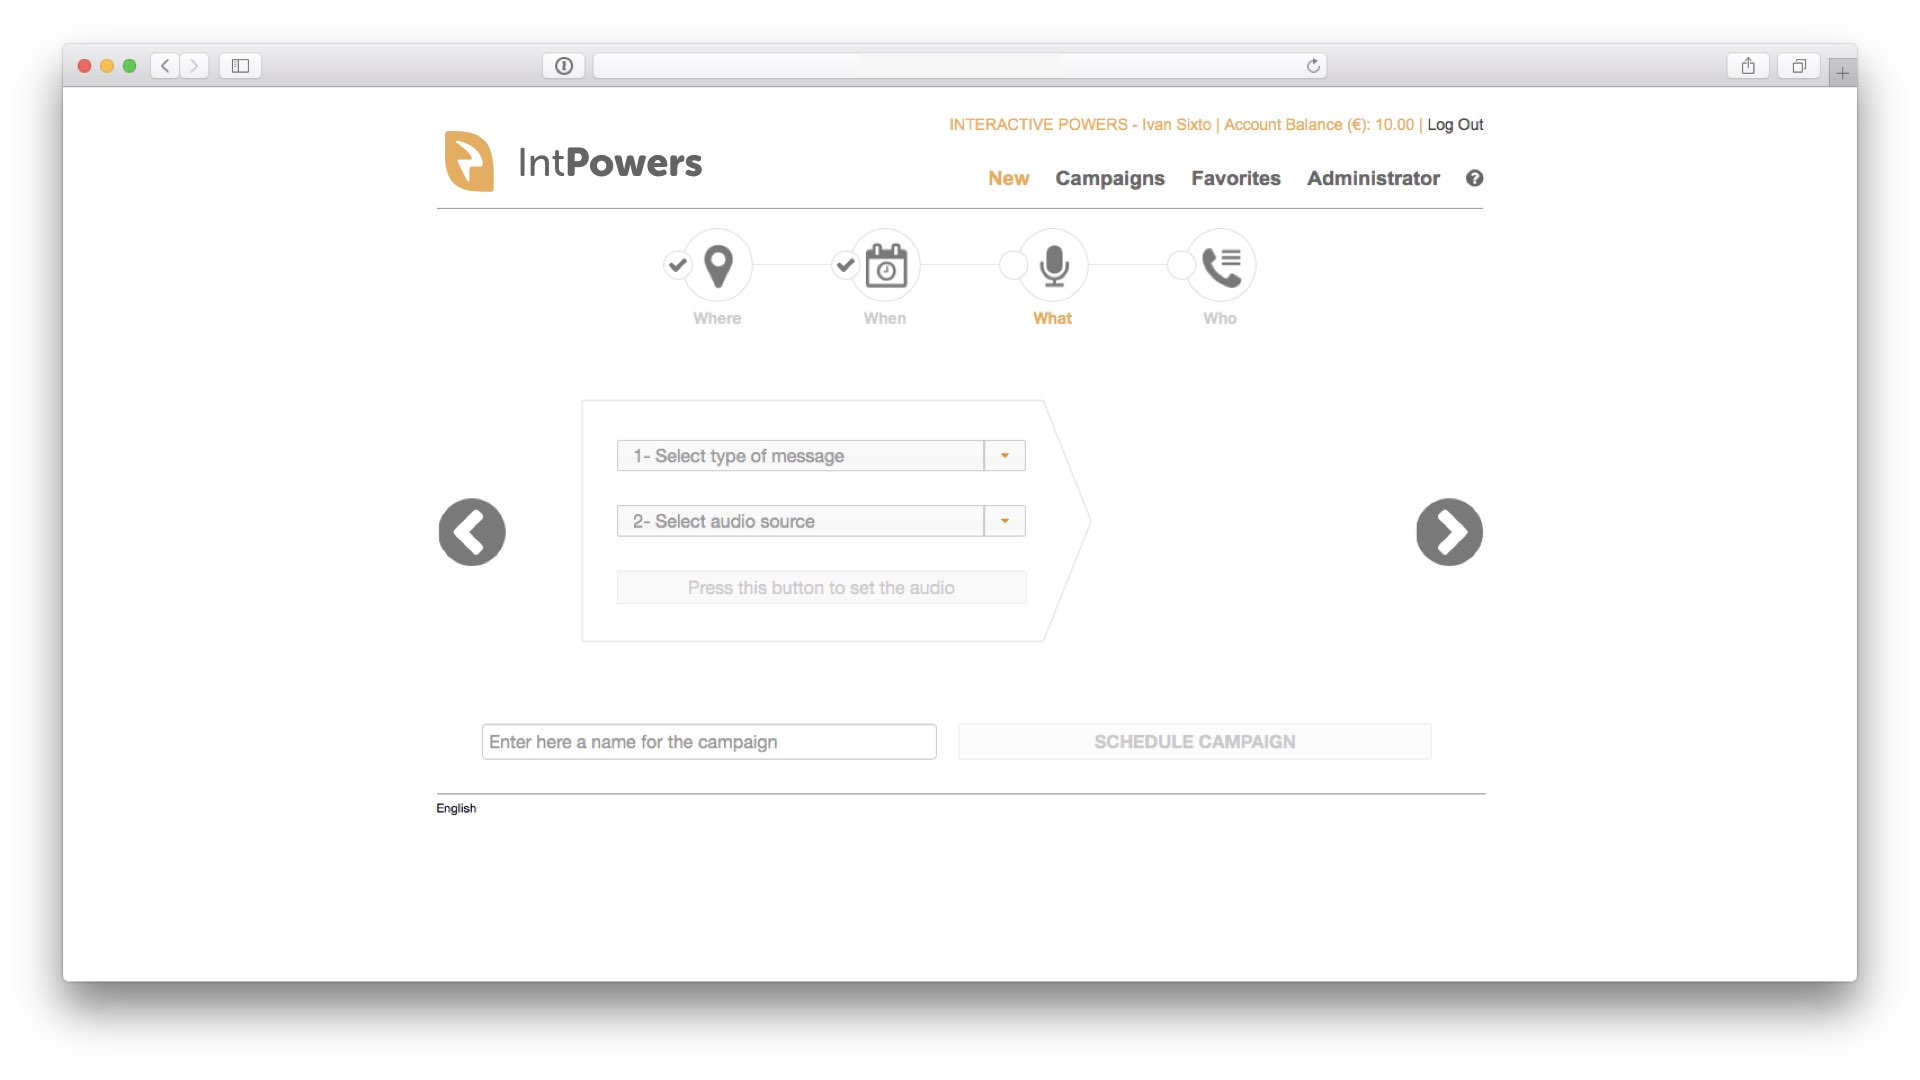 INTERACTIVE POWERS - Ivan Sixto | Account Balance (€): 10.00 | Log Out
IntPowers
New Campaigns Favorites Administrator ?
Where When What Who
1- Select type of message
2- Select audio source
Press this button to set the audio
Enter here a name for the campaign SCHEDULE CAMPAIGN
English